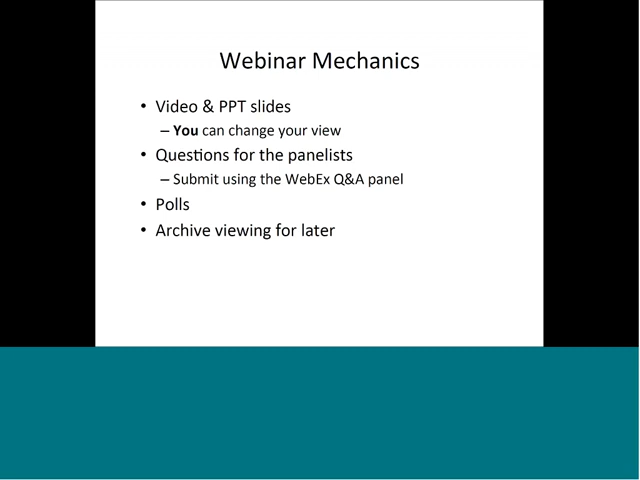 Webinar Mechanics
• Video & PPT slides
– You can change your view
• Questions for the panelists
– Submit using the WebEx Q&A panel
• Polls
• Archive viewing for later